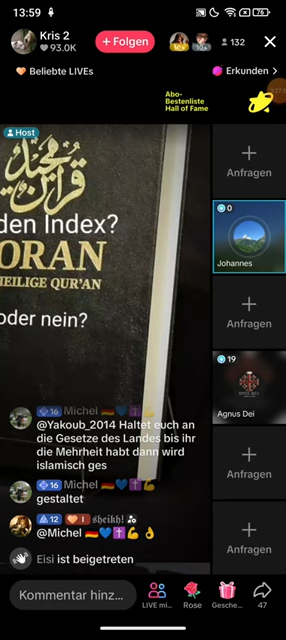 13:59
76
Kris 2
93.0K
+ Folgen
10+
132
Beliebte LIVEs
Erkunden >
Abo-
Bestenliste
Hall of Fame
Host
قرآن مجيد
den Index?
ORAN
HEILIGE QUR'AN
oder nein?
Anfragen
0
Johannes
Anfragen
19
Agnus Dei
Anfragen
Anfragen
16 Michel 🇩🇪💙✝️💪
@Yakoub_2014 Haltet euch an
die Gesetze des Landes bis ihr
die Mehrheit habt dann wird
islamisch ges
16 Michel 🇩🇪💙✝️💪
gestaltet
12 I sheikh!
@Michel 🇩🇪💙✝️💪👌
Eisi ist beigetreten
Kommentar hinz...
LIVE mi...
Rose
Gesche...
47